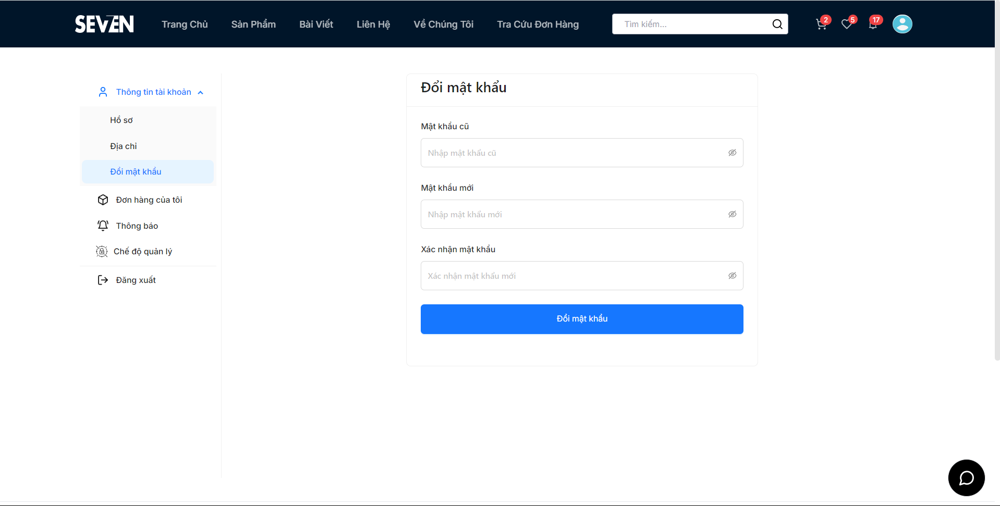 SEVEN
Trang Chủ
Sản Phẩm
Bài Viết
Liên Hệ
Về Chúng Tôi
Tra Cứu Đơn Hàng
Tìm kiếm...
2
5
17
Thông tin tài khoản
Hồ sơ
Địa chỉ
Đổi mật khẩu
Đơn hàng của tôi
Thông báo
Chế độ quản lý
Đăng xuất
Đổi mật khẩu
Mật khẩu cũ
Nhập mật khẩu cũ
Mật khẩu mới
Nhập mật khẩu mới
Xác nhận mật khẩu
Xác nhận mật khẩu mới
Đổi mật khẩu